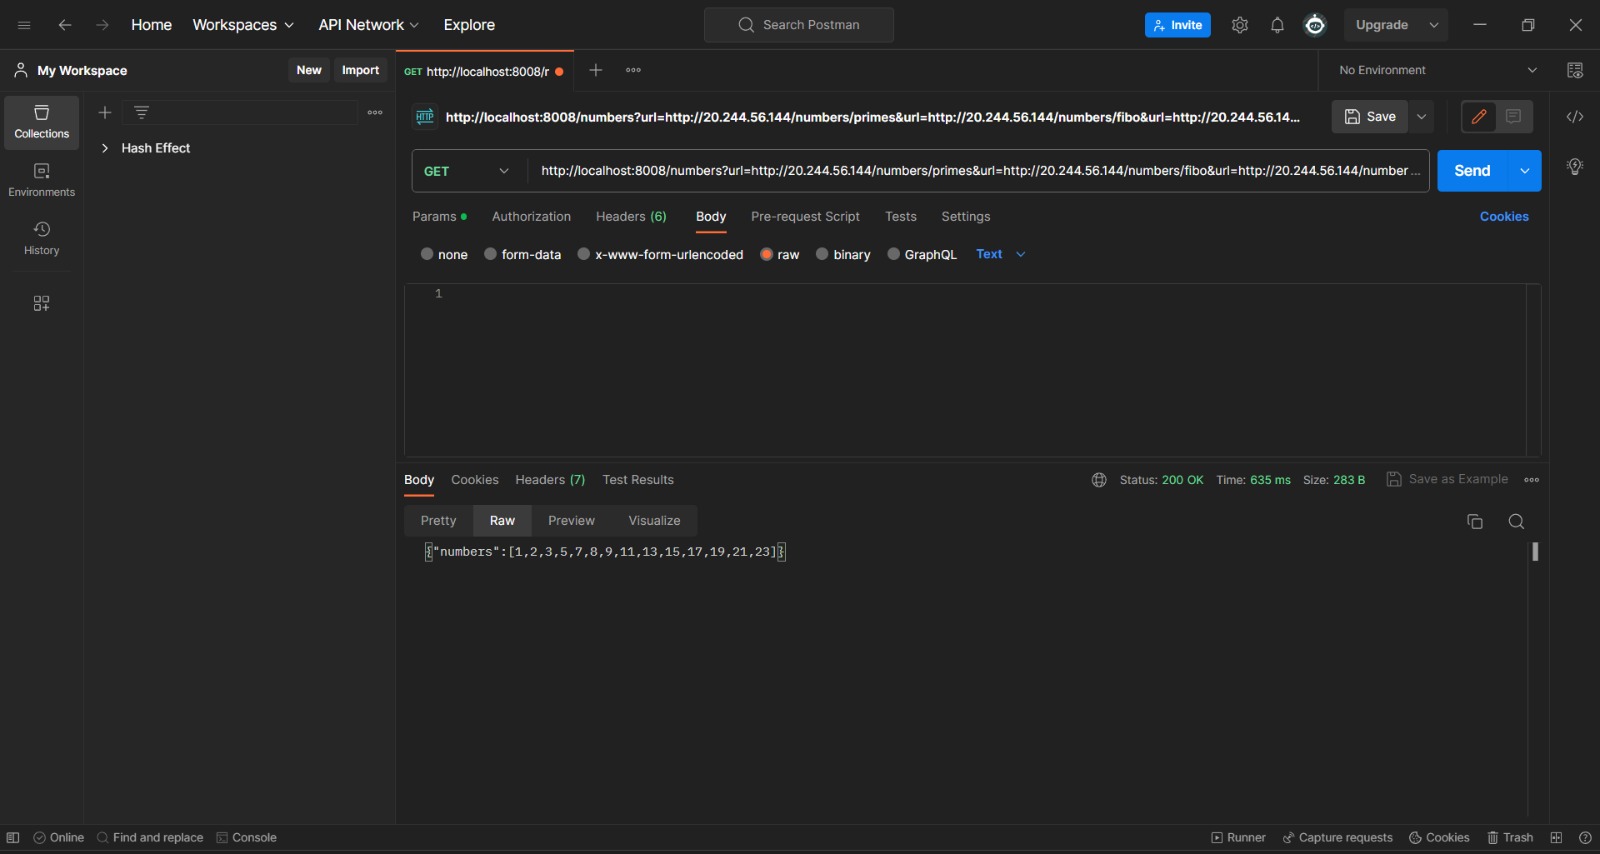 Home Workspaces API Network Explore Search Postman Invite Upgrade
My Workspace New Import GET http://localhost:8008/r No Environment
Collections
Environments
History
Hash Effect
HTTP http://localhost:8008/numbers?url=http://20.244.56.144/numbers/primes&url=http://20.244.56.144/numbers/fibo&url=http://20.244.56.14... Save
GET http://localhost:8008/numbers?url=http://20.244.56.144/numbers/primes&url=http://20.244.56.144/numbers/fibo&url=http://20.244.56.144/number... Send
Params Authorization Headers (6) Body Pre-request Script Tests Settings Cookies
none form-data x-www-form-urlencoded raw binary GraphQL Text
1
Body Cookies Headers (7) Test Results Status: 200 OK Time: 635 ms Size: 283 B Save as Example
Pretty Raw Preview Visualize
{"numbers":[1,2,3,5,7,8,9,11,13,15,17,19,21,23]}
Online Find and replace Console Runner Capture requests Cookies Trash